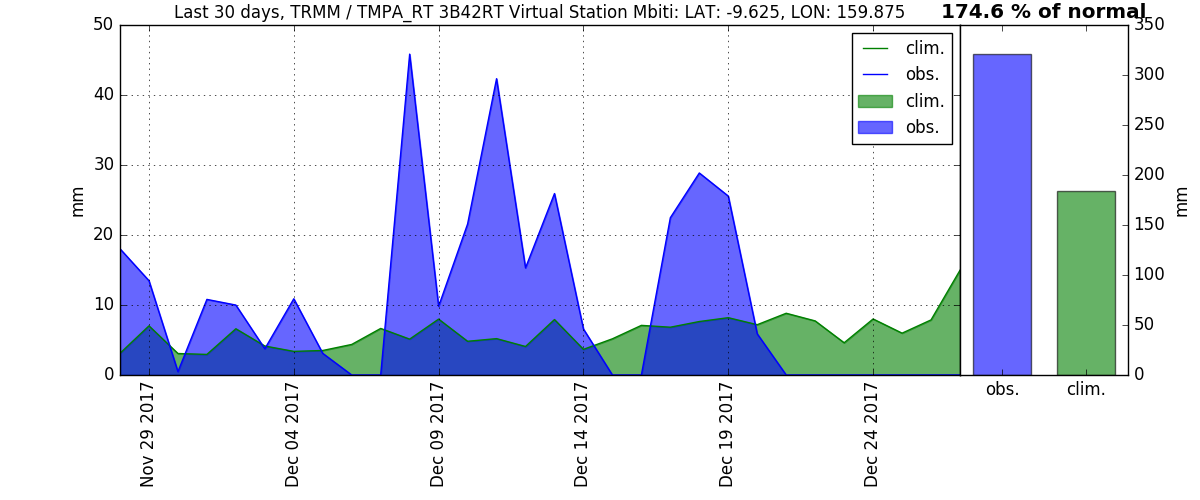 Last 30 days, TRMM / TMPA_RT 3B42RT Virtual Station Mbiti: LAT: -9.625, LON: 159.875
174.6 % of normal
50
40
30
20
10
0
mm
clim.
obs.
clim.
obs.
Nov 29 2017
Dec 04 2017
Dec 09 2017
Dec 14 2017
Dec 19 2017
Dec 24 2017
350
300
250
200
150
100
50
0
mm
obs.
clim.